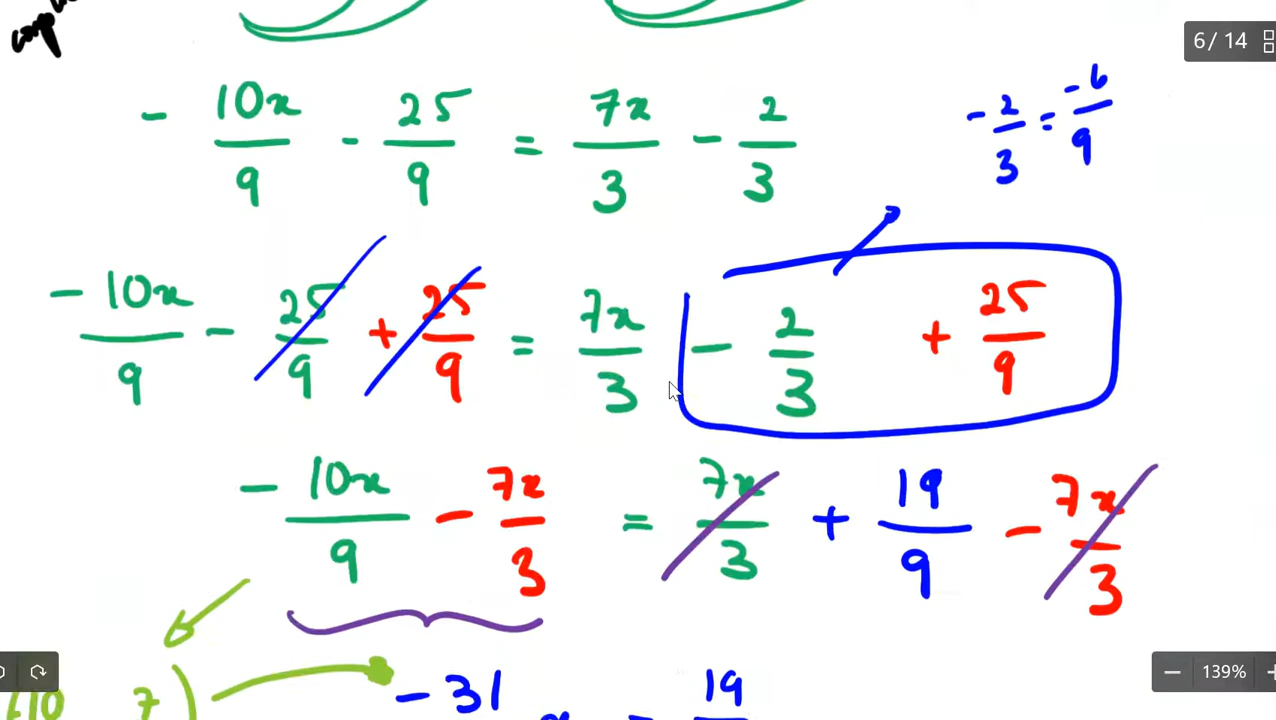 6 / 14
- 10x/9 - 25/9 = 7x/3 - 2/3
- 2/3 = -6/9
- 10x/9 - 25/9 + 25/9 = 7x/3 - 2/3 + 25/9
- 10x/9 - 7x/3 = 7x/3 + 19/9 - 7x/3
10 7 )
- 31 x = 19
139%